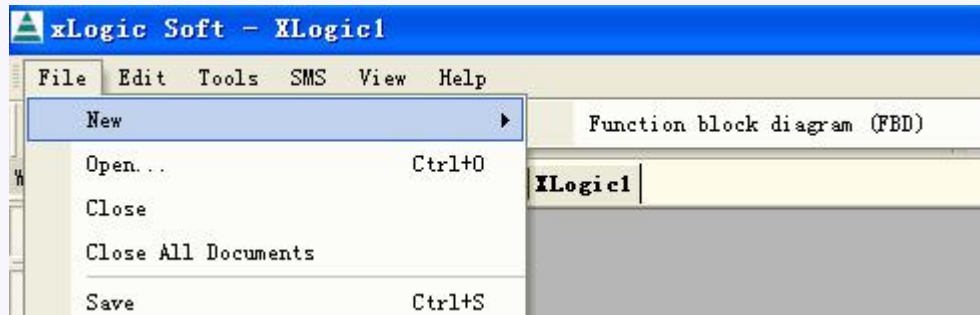 xLogic Soft - XLogic1
File Edit Tools SMS View Help
New Function block diagram (FBD)
Open... Ctrl+O
XLogic1
Close
Close All Documents
Save Ctrl+S